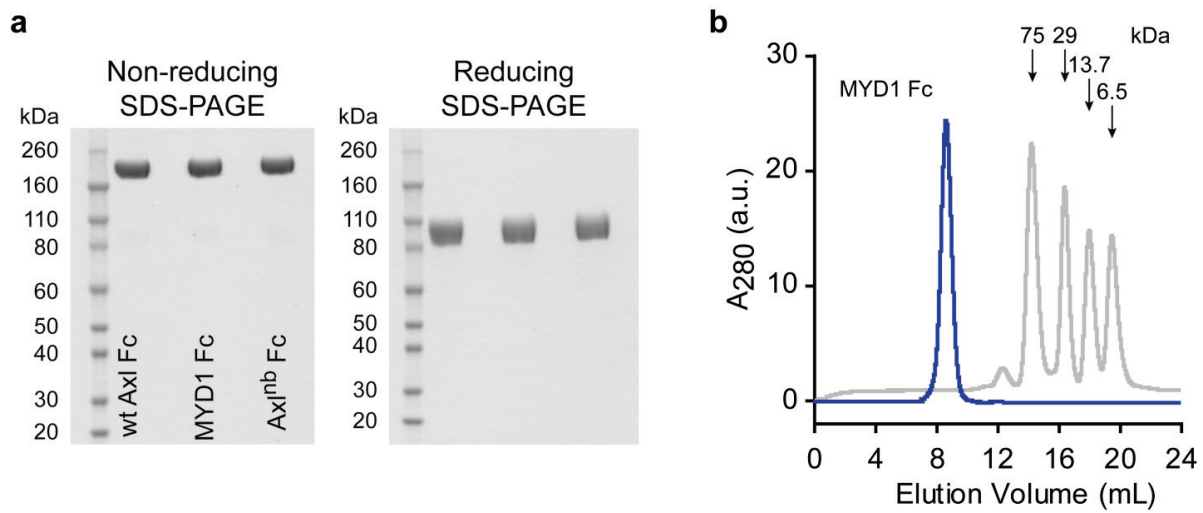 a
Non-reducing
SDS-PAGE
kDa
260
160
110
80
60
50
40
30
20
wt Axl Fc
MYD1 Fc
Axlnb Fc
Reducing
SDS-PAGE
kDa
260
160
110
80
60
50
40
30
20
b
75 29 kDa
13.7
6.5
MYD1 Fc
30
20
10
0
A280 (a.u.)
0 4 8 12 16 20 24
Elution Volume (mL)